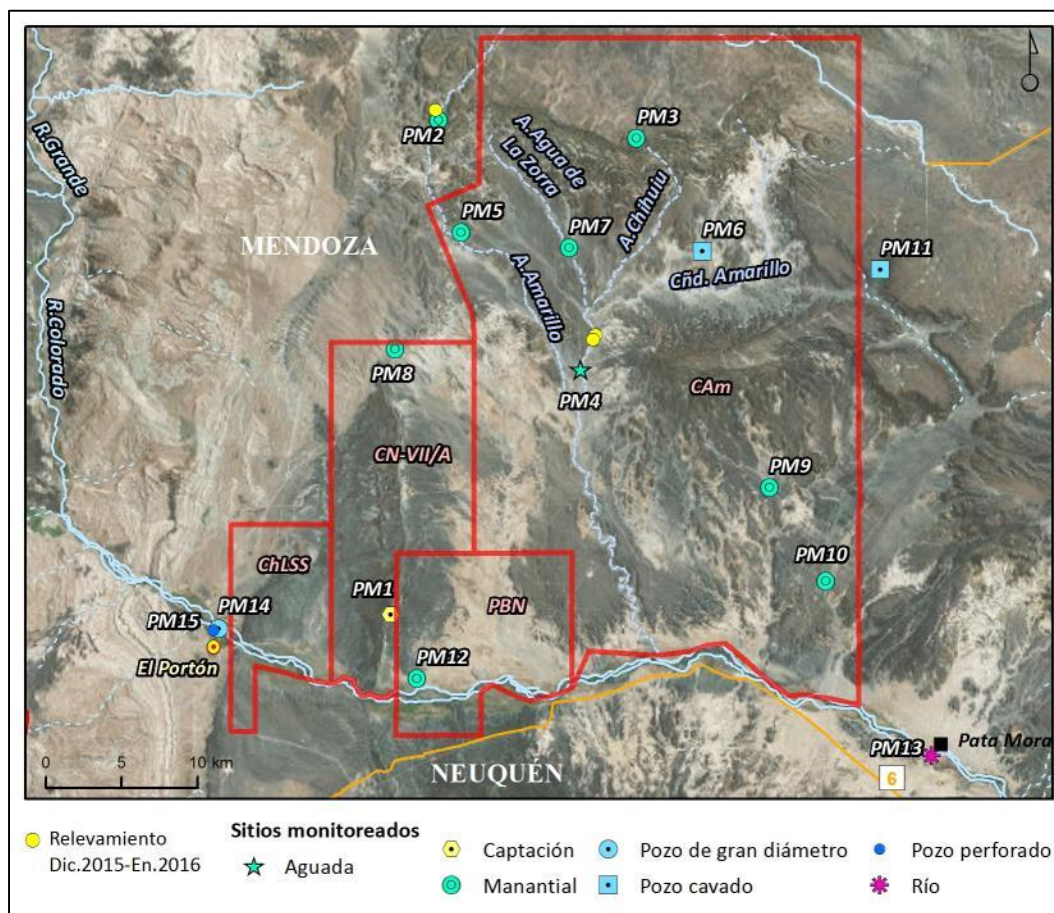 PM2
PM3
A.Agua de
La Zorra
R.Grande
A.Chihuiu
PM5
PM7
PM6
MENDOZA
PM11
Cñd. Amarillo
A.Amarillo
R.Colorado
PM8
CAm
PM4
CN-VII/A
PM9
ChLSS
PM10
PM1
PBN
PM15
PM14
El Portón
PM12
PM13
Pata Mora
0 5 10 km
NEUQUÉN
6
Relevamiento
Dic.2015-En.2016
Sitios monitoreados
Aguada
Captación
Pozo de gran diámetro
Pozo perforado
Manantial
Pozo cavado
Río